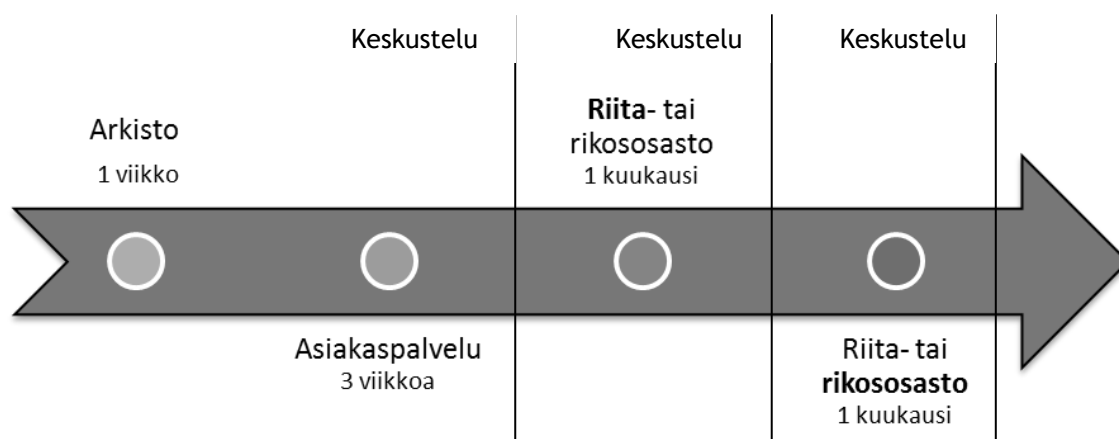 Keskustelu
Keskustelu
Keskustelu
Arkisto
1 viikko
Riita- tai
rikososasto
1 kuukausi
Asiakaspalvelu
3 viikkoa
Riita- tai
rikososasto
1 kuukausi